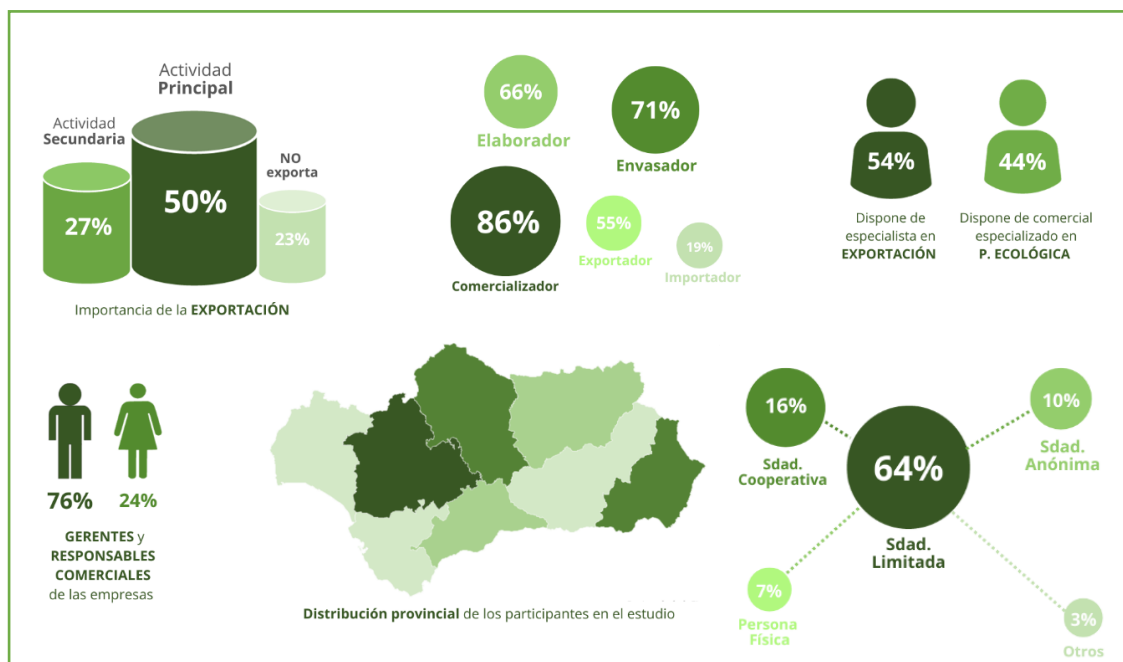 Actividad
Principal
Actividad
Secundaria
NO
exporta
50%
27%
23%
Importancia de la EXPORTACIÓN
66%
Elaborador
71%
Envasador
86%
Comercializador
55%
Exportador
19%
Importador
54%
Dispone de
especialista en
EXPORTACIÓN
44%
Dispone de comercial
especializado en
P. ECOLÓGICA
76%
24%
GERENTES y
RESPONSABLES
COMERCIALES
de las empresas
Distribución provincial de los participantes en el estudio
16%
Sdad.
Cooperativa
10%
Sdad.
Anónima
64%
Sdad.
Limitada
7%
Persona
Física
3%
Otros